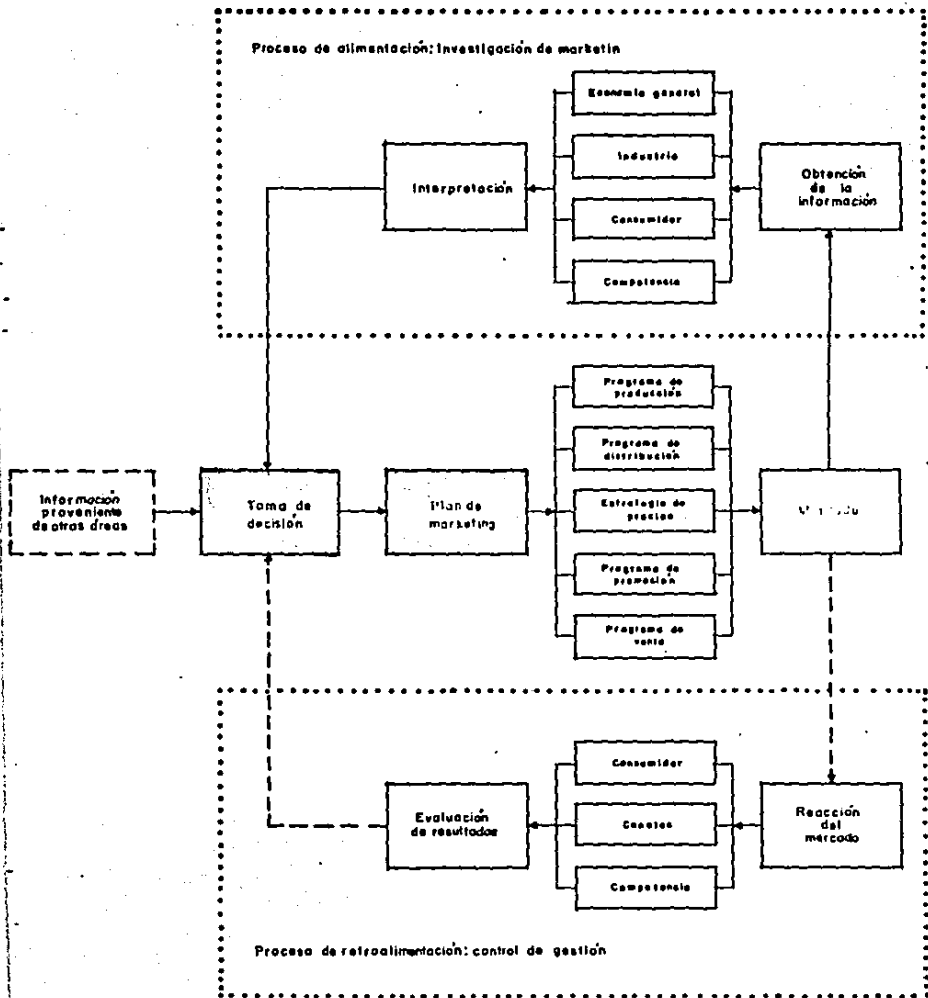 Proceso de alimentación: Investigación de marketin
Economía general
Industria
Consumidor
Competencia
Interpretación
Obtención
de la
información
Programa de
producción
Programa de
distribución
Estrategia de
precios
Programa de
promoción
Programa de
venta
Información
proveniente
de otras áreas
Toma de
decisión
Plan de
marketing
Consumidor
Competencia
Evaluación
de resultados
Reacción
del
mercado
Proceso de retroalimentación: control de gestión